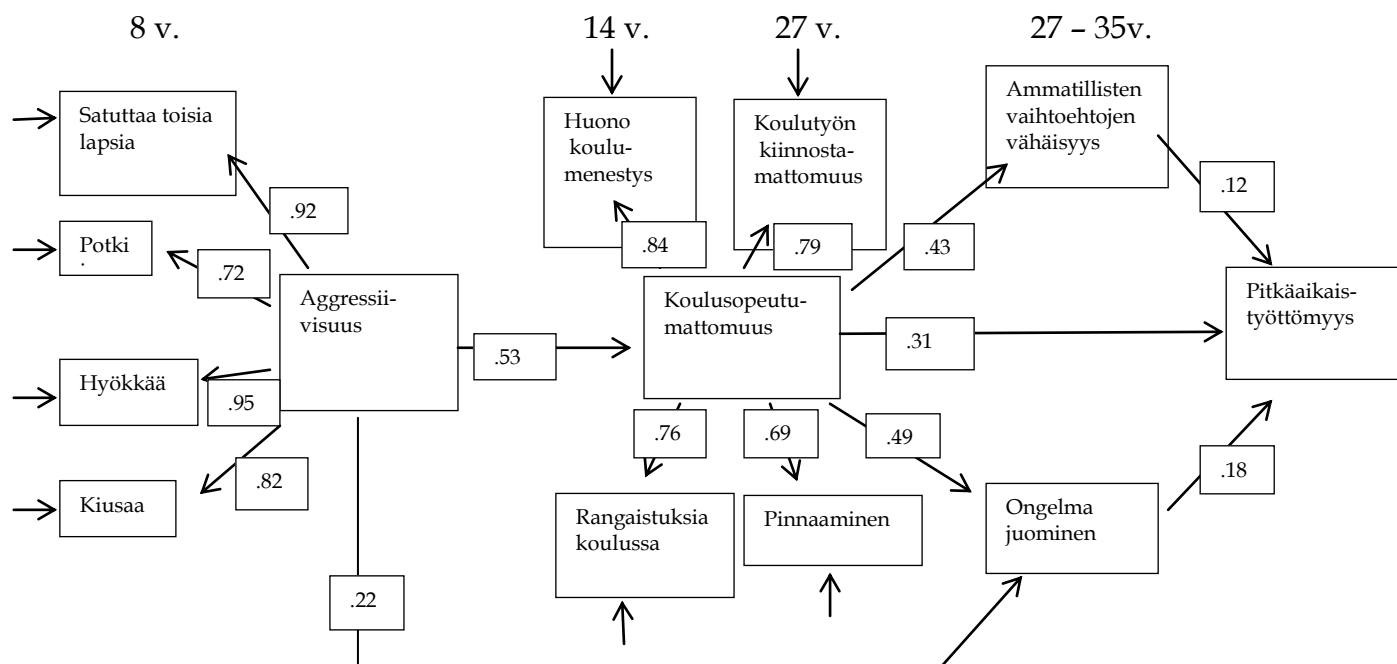 8 v.
14 v.
27 v.
27 – 35v.
Satuttaa toisia
lapsia
Huono
koulu-
menestys
Koulutyön
kiinnosta-
mattomuus
Ammatillisten
vaihtoehtojen
vähäisyys
.12
.92
Potki
.84
.79
.43
.72
Aggressii-
visuus
Koulusopeutu-
mattomuus
Pitkäaikais-
työttömyys
.53
.31
Hyökkää
.95
.76
.69
.49
.82
.18
Kiusaa
Rangaistuksia
koulussa
Pinnaaminen
Ongelma
juominen
.22